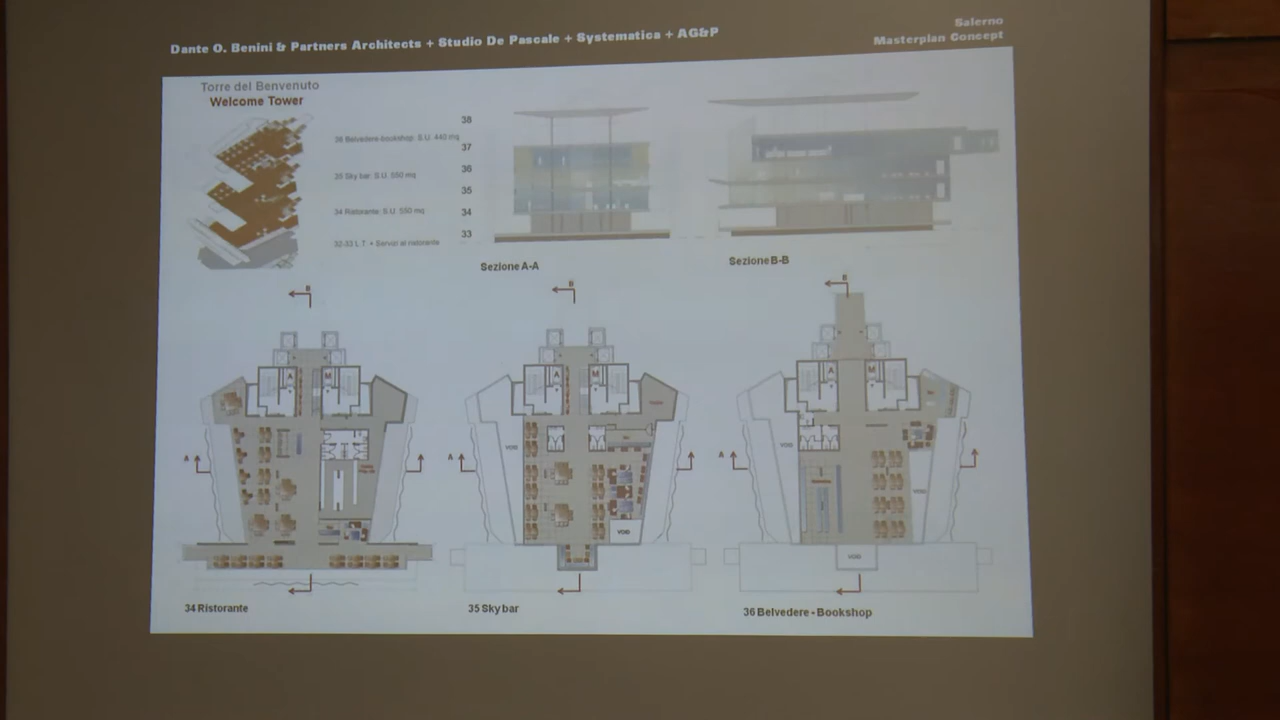 Dante O. Benini & Partners Architects + Studio De Pascale + Systematica + AG&P
Salerno
Masterplan Concept
Torre del Benvenuto
Welcome Tower
36 Belvedere-bookshop: S.U. 440 mq
35 Sky bar: S.U. 550 mq
34 Ristorante: S.U. 550 mq
32-33 L.T. + Servizi al ristorante
38
37
36
35
34
33
Sezione A-A
Sezione B-B
B
B
B
A
M
A
M
A
M
VOID
VOID
VOID
VOID
VOID
A
A
A
34 Ristorante
35 Sky bar
36 Belvedere - Bookshop